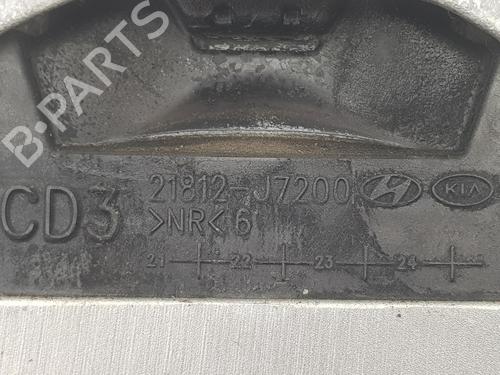 B-PARTS
CD3
21812-J7200
KIA
>NR< 6
21 22 23 24